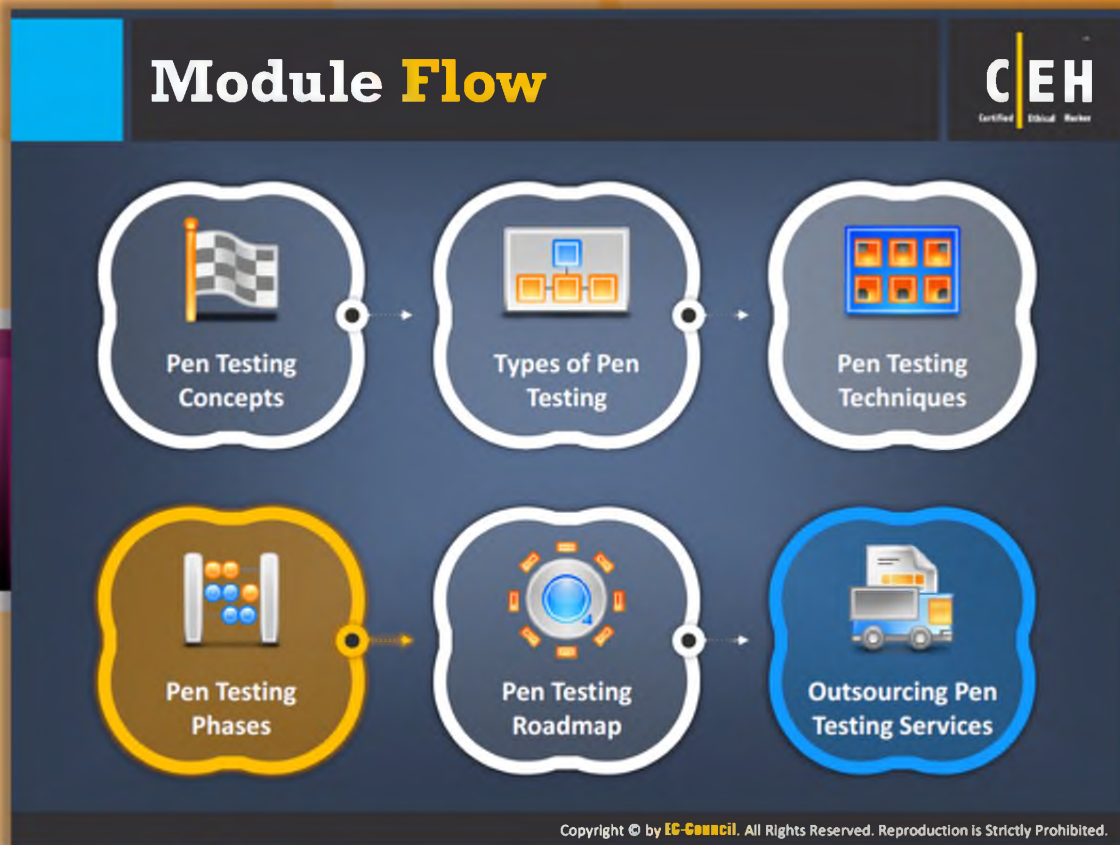 Module Flow
C EH
Certified Ethical Hacker
Pen Testing
Concepts
Types of Pen
Testing
Pen Testing
Techniques
Pen Testing
Phases
Pen Testing
Roadmap
Outsourcing Pen
Testing Services
Copyright © by EC-Council. All Rights Reserved. Reproduction is Strictly Prohibited.